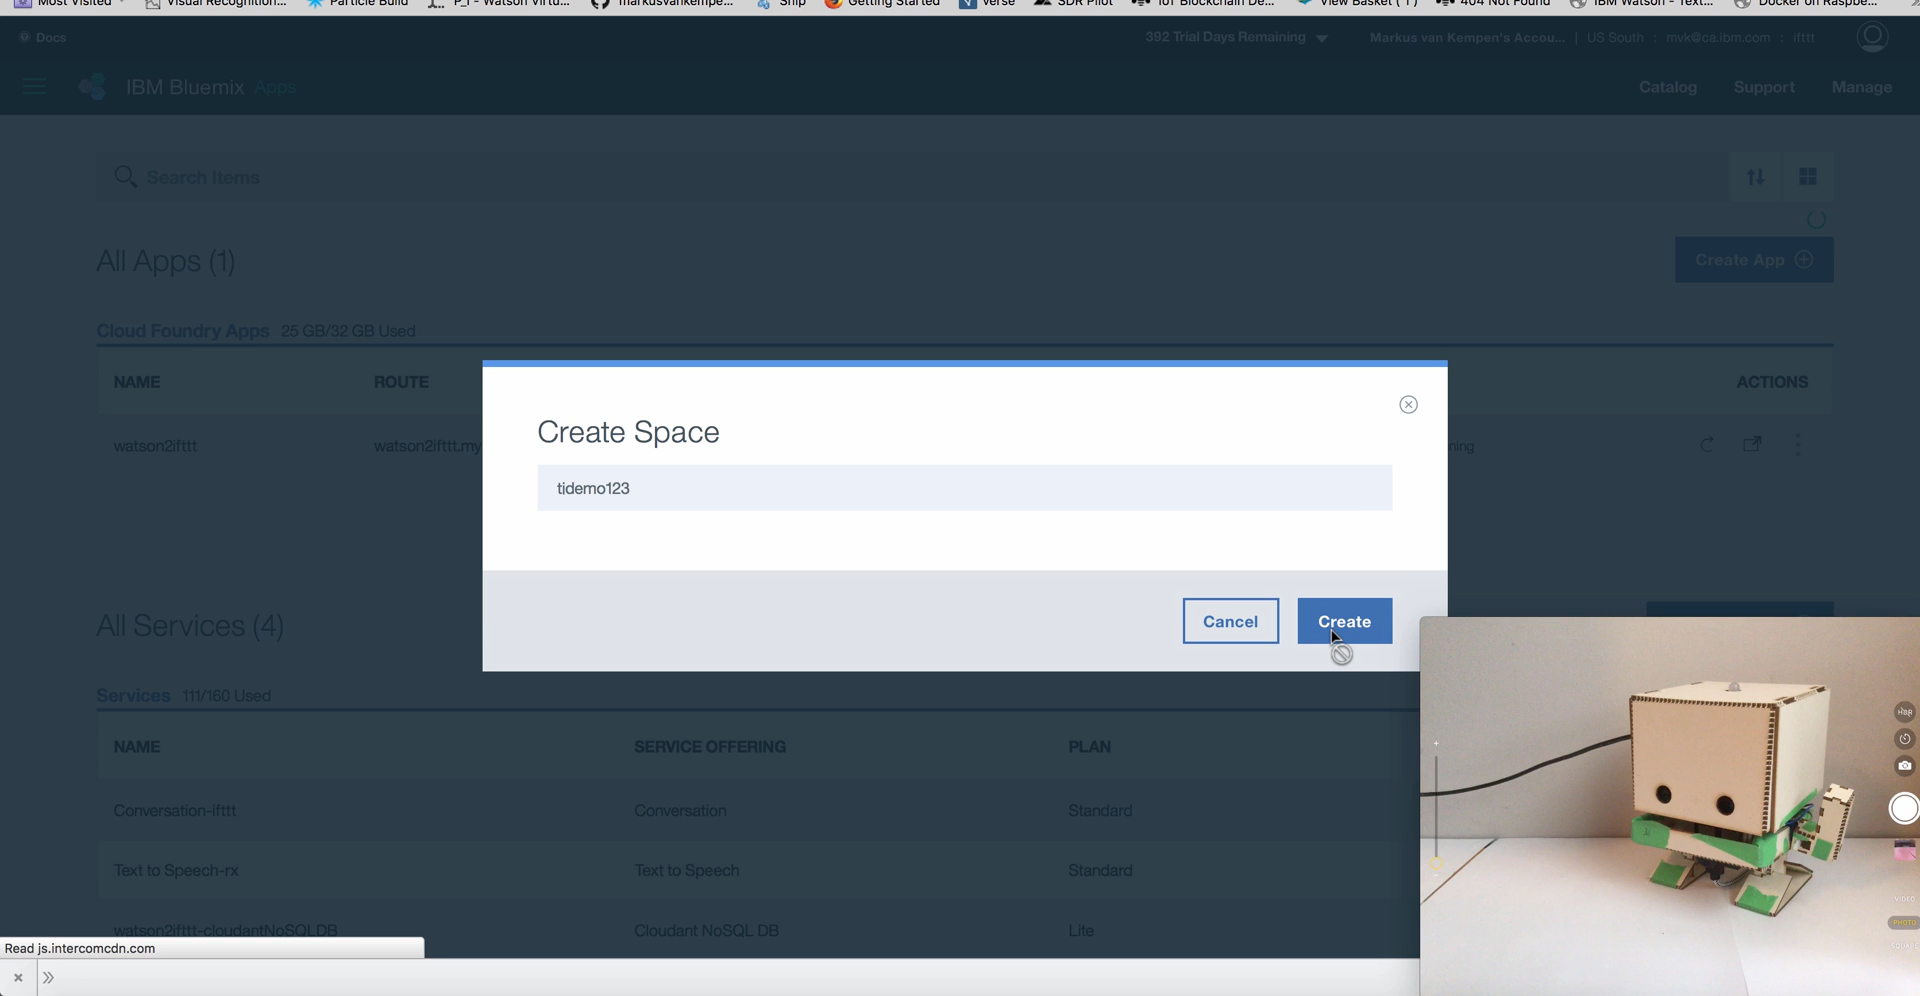 Most Visited
Visual Recognition...
Particle Build
P_I - Watson Virtu...
markusvankempe...
Snip
Getting Started
Verse
SDR Pilot
IoT Blockchain De...
View Basket ( 1 )
404 Not Found
IBM Watson - Text...
Docker on Raspbe...
Docs
392 Trial Days Remaining
Markus van Kempen's Accou... | US South : mvk@ca.ibm.com : ifttt
IBM Bluemix Apps
Catalog
Support
Manage
Search Items
All Apps (1)
Create App
Cloud Foundry Apps 25 GB/32 GB Used
NAME
ROUTE
ACTIONS
watson2ifttt
watson2ifttt.my
ning
Create Space
tidemo123
Cancel
Create
All Services (4)
Services 111/160 Used
NAME
SERVICE OFFERING
PLAN
Conversation-ifttt
Conversation
Standard
Text to Speech-rx
Text to Speech
Standard
watson2ifttt-cloudantNoSQLDB
Cloudant NoSQL DB
Lite
Read js.intercomcdn.com
VIDEO
PHOTO